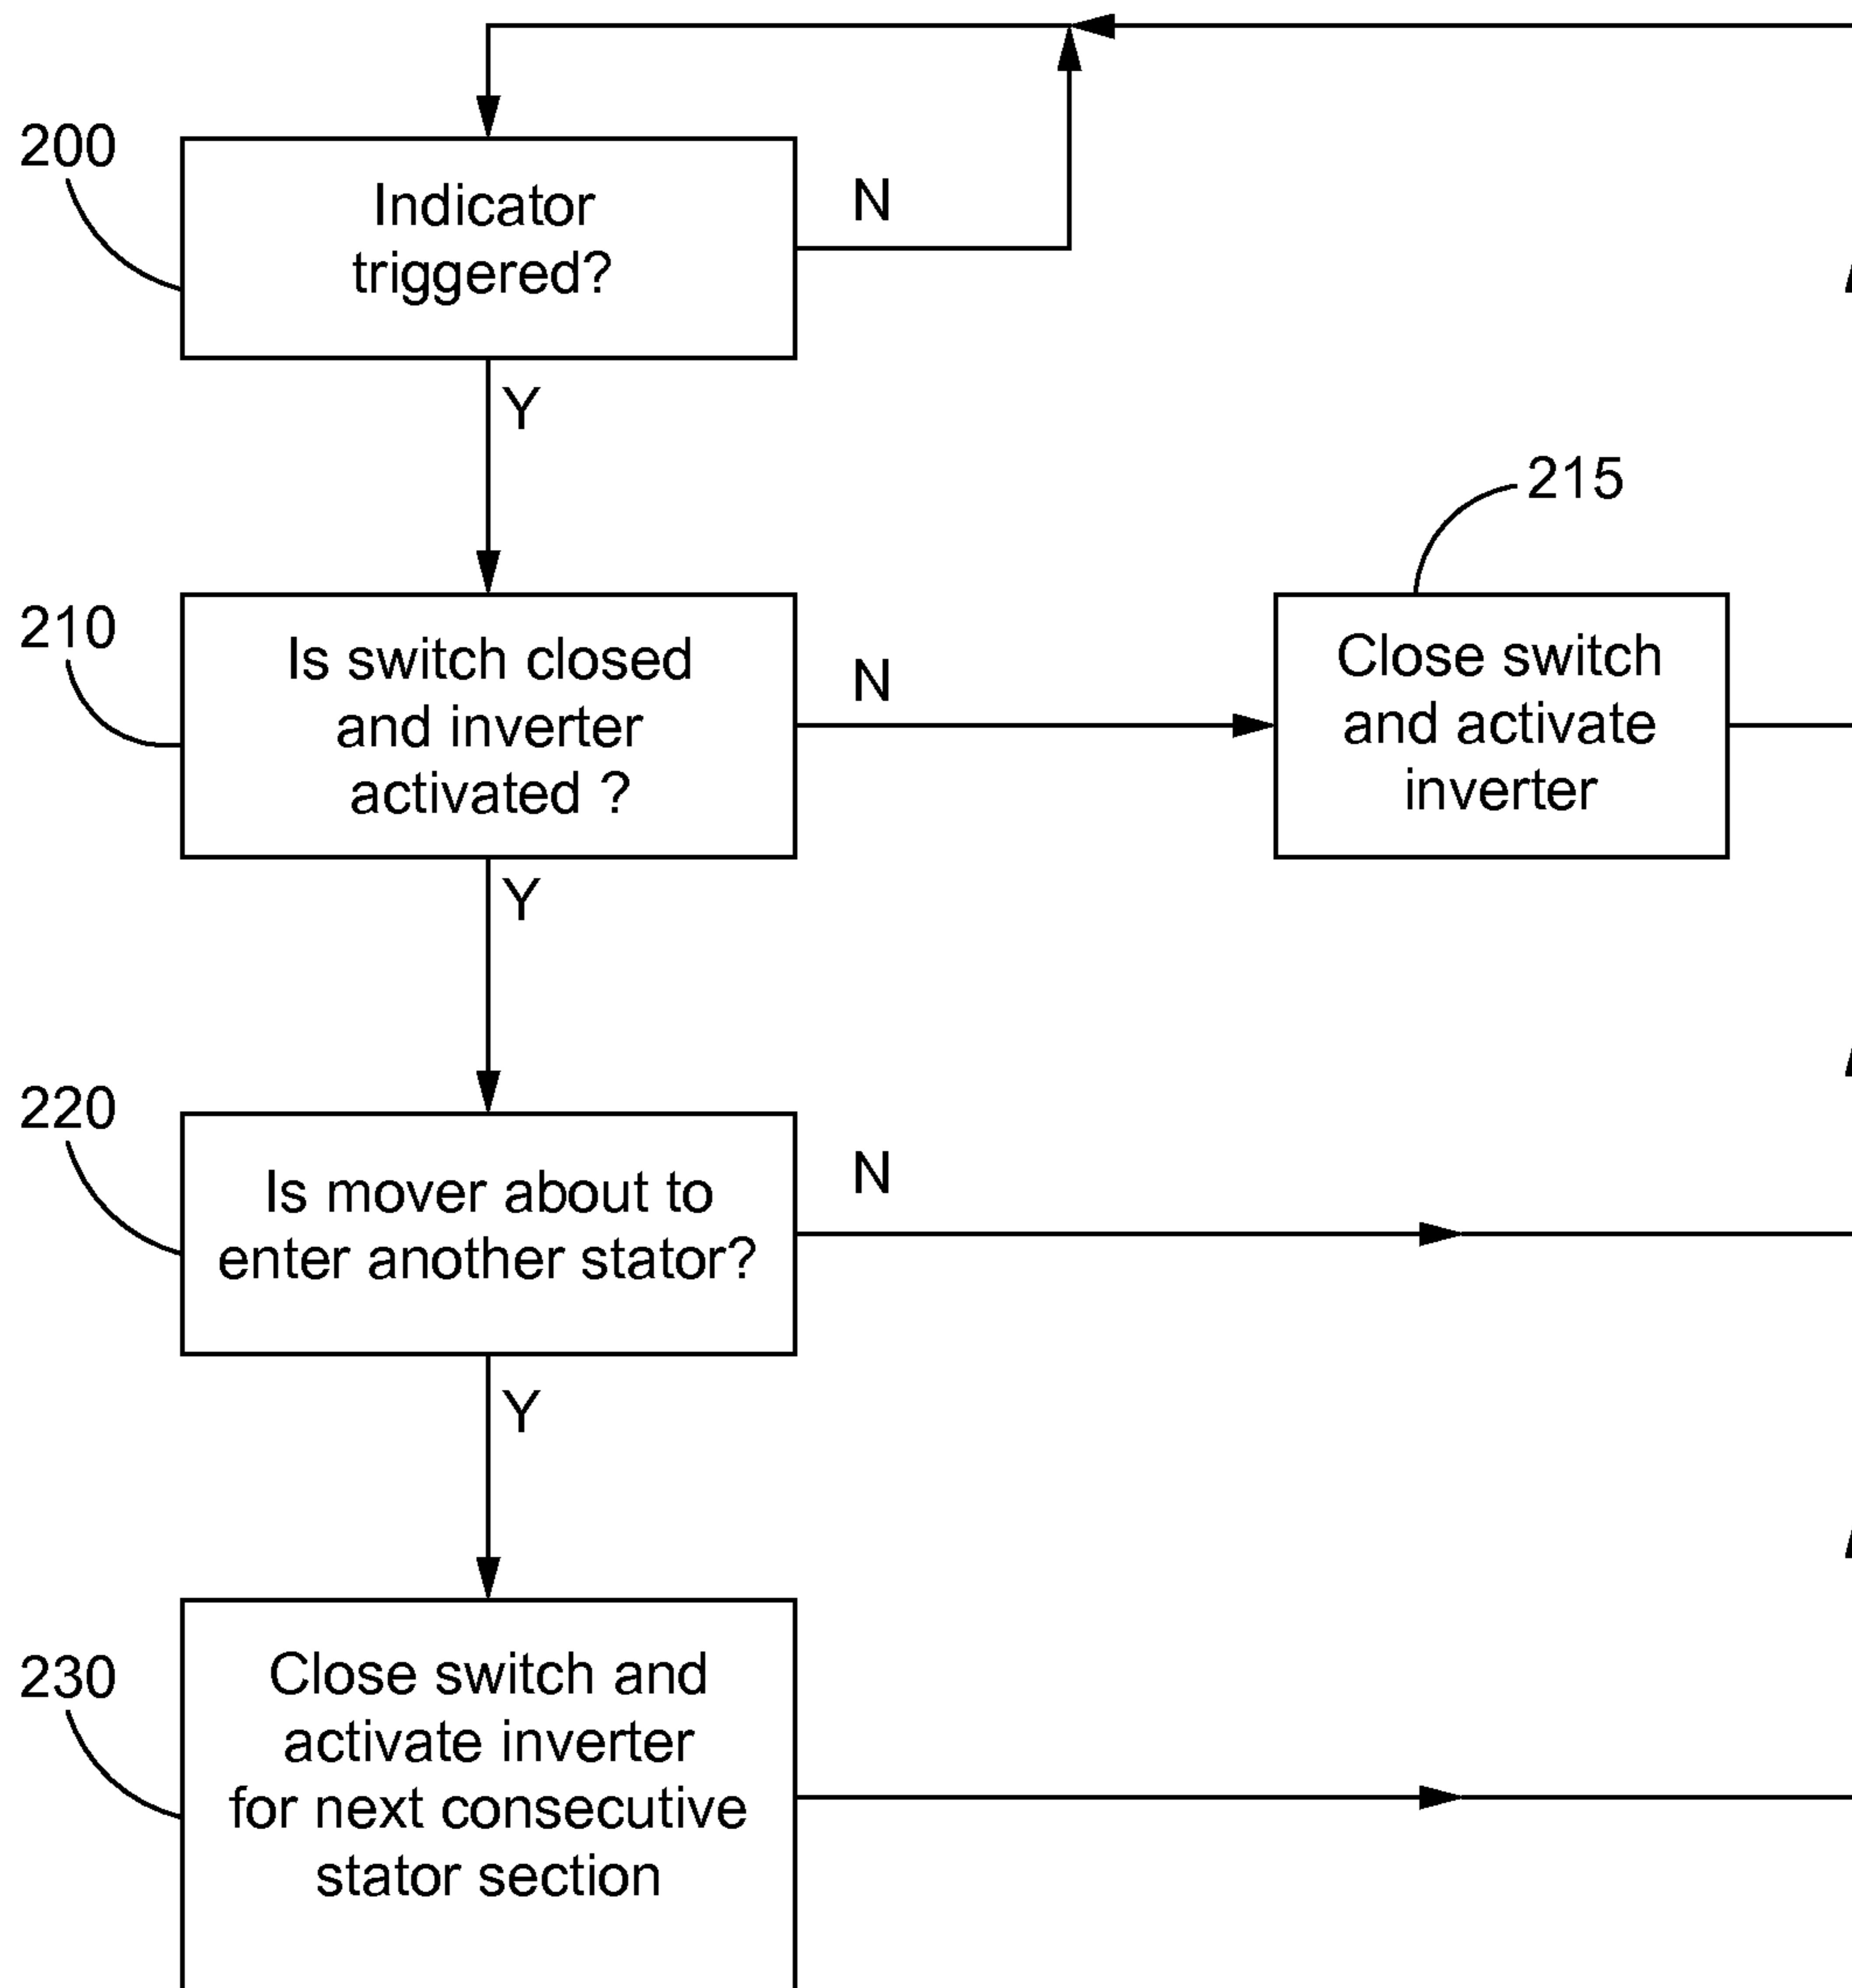 200
Indicator
triggered?
N
Y
215
210
Is switch closed
and inverter
activated ?
N
Close switch
and activate
inverter
Y
220
Is mover about to
enter another stator?
N
Y
230
Close switch and
activate inverter
for next consecutive
stator section